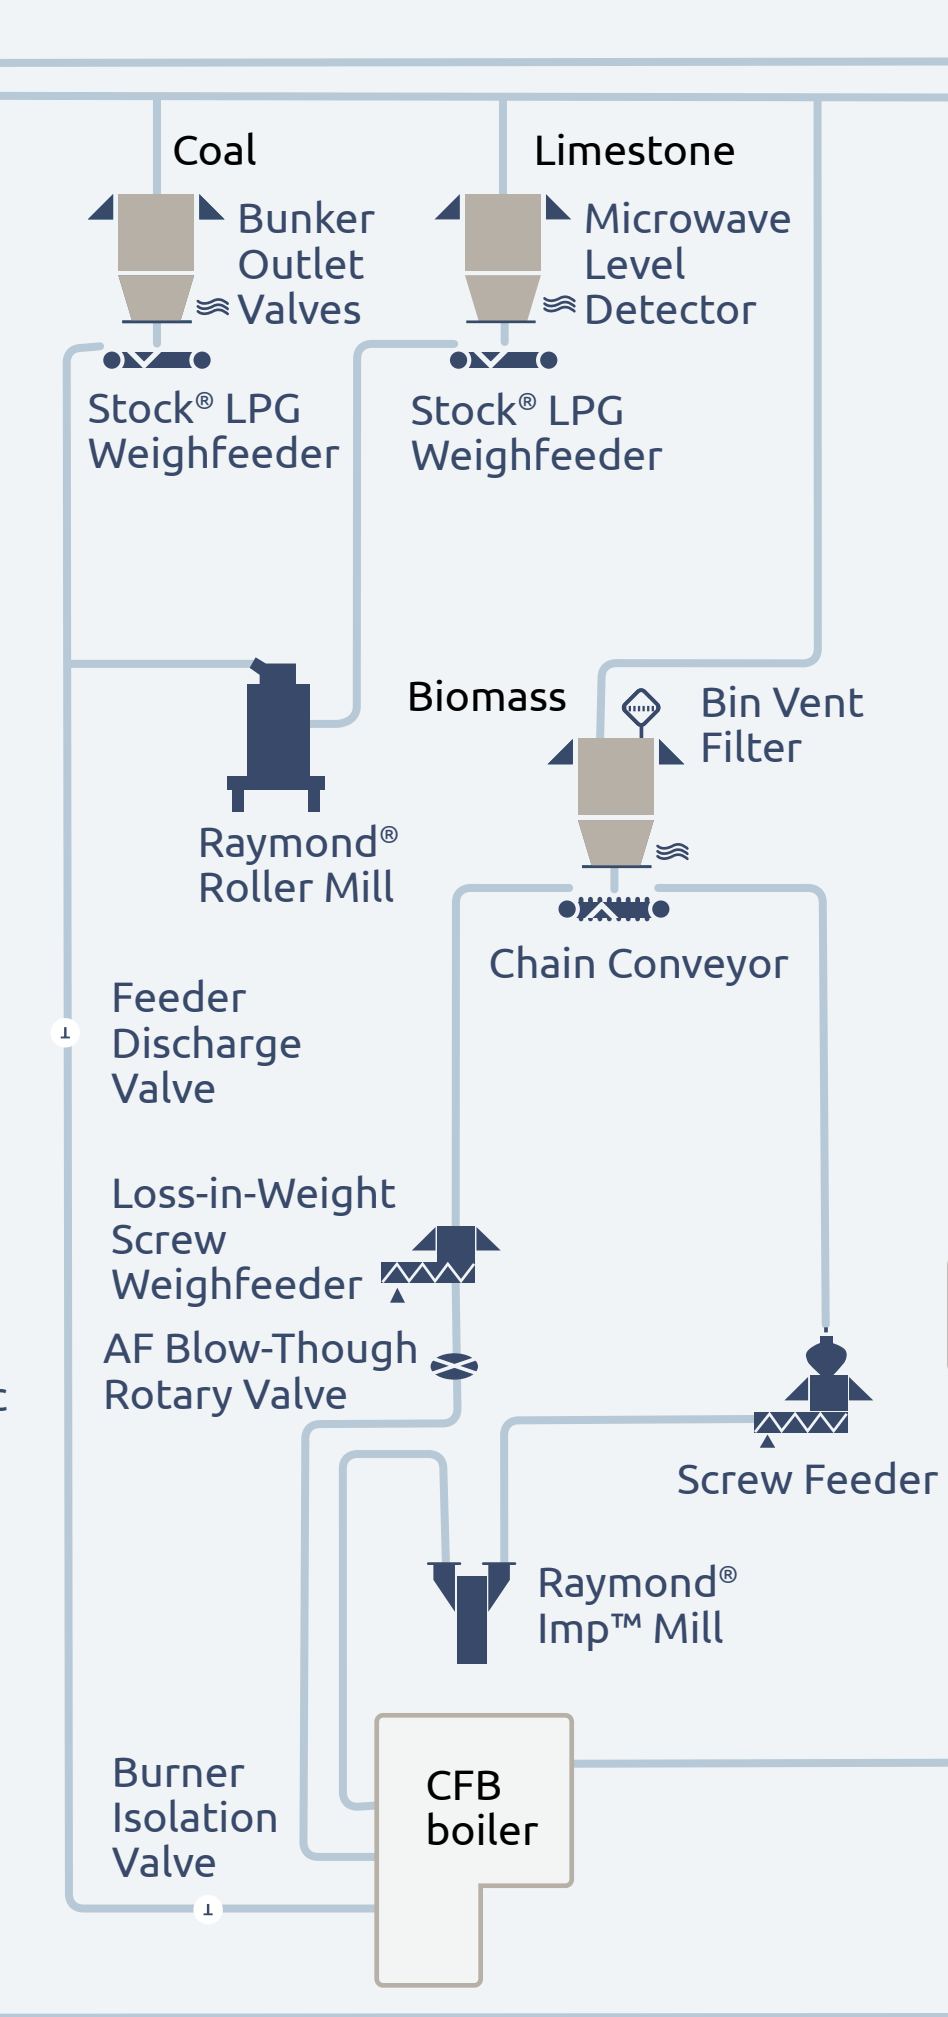 Coal
Limestone
Bunker
Outlet
Valves
Microwave
Level
Detector
Stock® LPG
Weighfeeder
Stock® LPG
Weighfeeder
Biomass
Bin Vent
Filter
Raymond®
Roller Mill
Chain Conveyor
Feeder
Discharge
Valve
Loss-in-Weight
Screw
Weighfeeder
AF Blow-Though
Rotary Valve
Screw Feeder
Raymond®
Imp™ Mill
CFB
boiler
Burner
Isolation
Valve